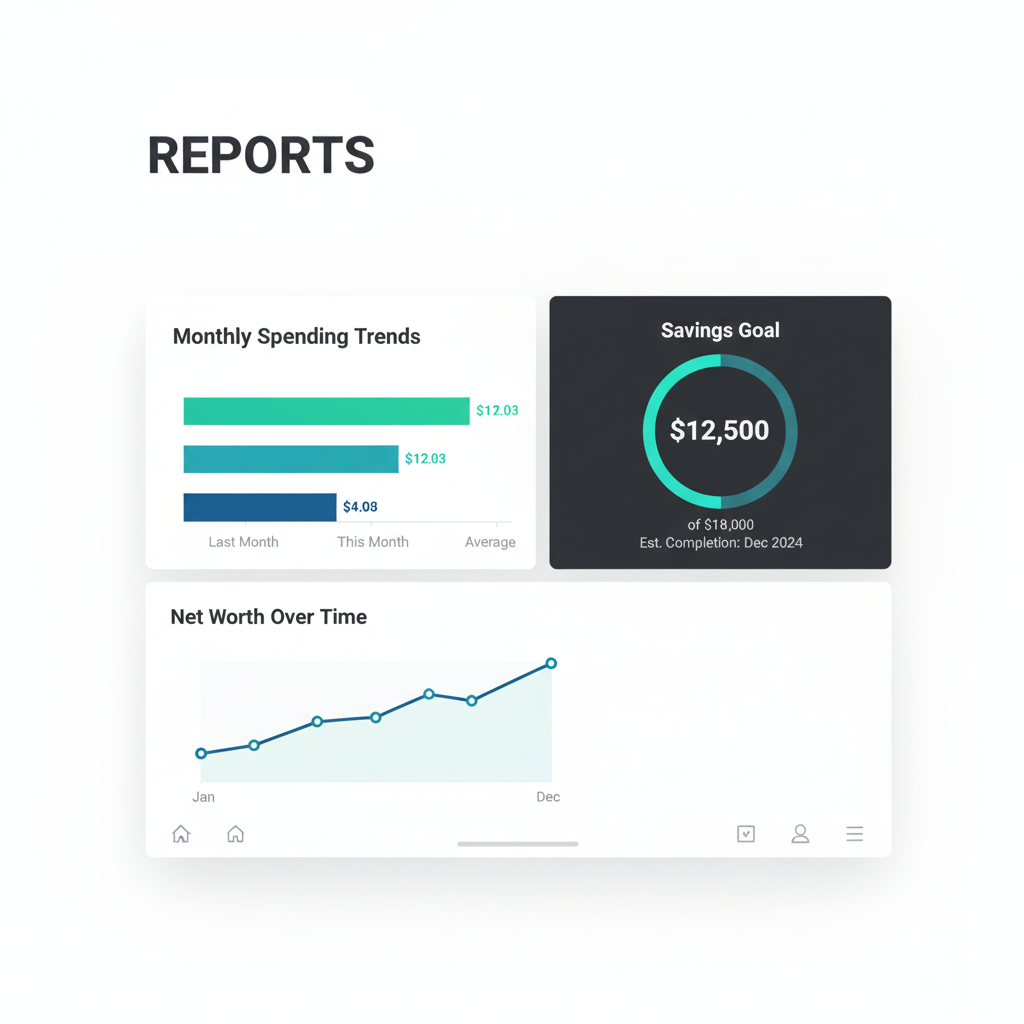 REPORTS
Monthly Spending Trends
$12.03
$12.03
$4.08
Last Month This Month Average
Savings Goal
$12,500
of $18,000
Est. Completion: Dec 2024
Net Worth Over Time
Jan Dec